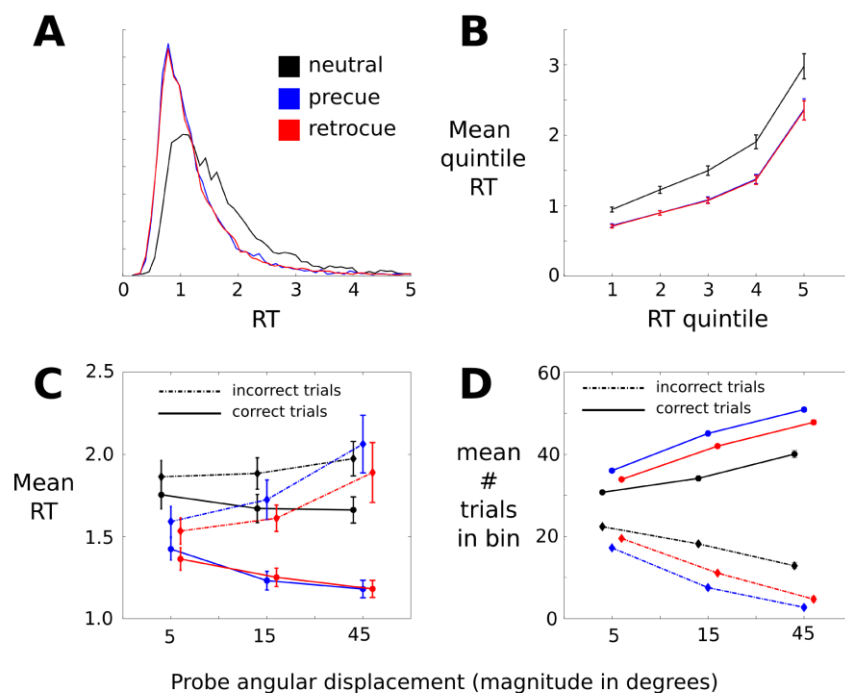 A
neutral
precue
retrocue
0 1 2 3 4 5
RT
B
Mean
quintile
RT
3
2
1
0
1 2 3 4 5
RT quintile
C
Mean
RT
2.5
2.0
1.5
1.0
incorrect trials
correct trials
5 15 45
D
mean
#
trials
in bin
60
40
20
0
incorrect trials
correct trials
5 15 45
Probe angular displacement (magnitude in degrees)